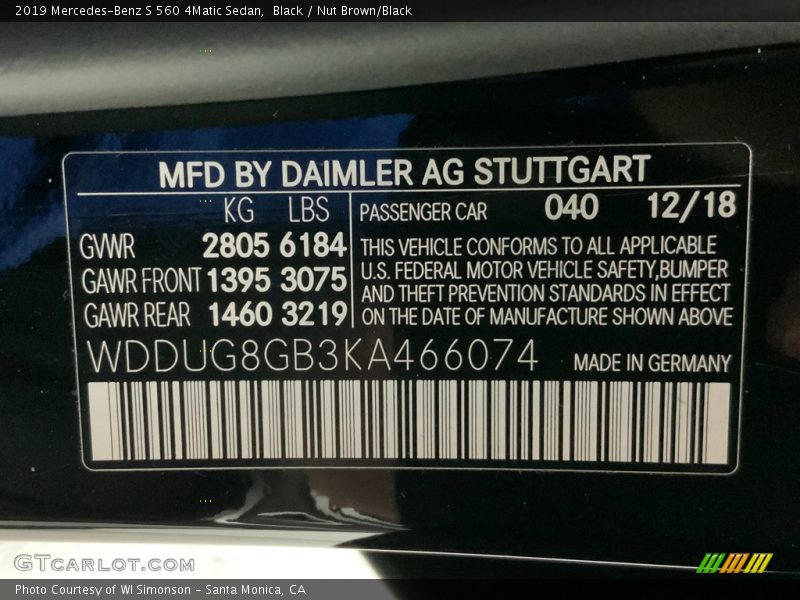 2019 Mercedes-Benz S 560 4Matic Sedan,  Black / Nut Brown/Black
MFD BY DAIMLER AG STUTTGART
KG LBS
GVWR 2805 6184
GAWR FRONT 1395 3075
GAWR REAR 1460 3219
PASSENGER CAR 040 12/18
THIS VEHICLE CONFORMS TO ALL APPLICABLE
U.S. FEDERAL MOTOR VEHICLE SAFETY,BUMPER
AND THEFT PREVENTION STANDARDS IN EFFECT
ON THE DATE OF MANUFACTURE SHOWN ABOVE
WDDUG8GB3KA466074 MADE IN GERMANY
GTCARLOT.COM
Photo Courtesy of WI Simonson - Santa Monica, CA